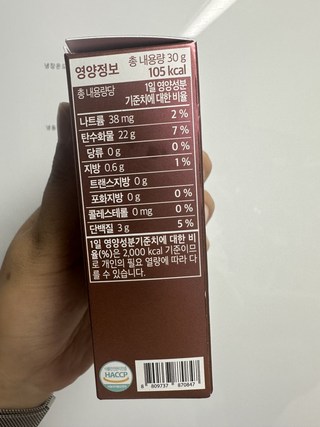 영양정보
총 내용량 30 g
105 kcal
총 내용량당
1일 영양성분
기준치에 대한 비율
나트륨 38 mg 2 %
탄수화물 22 g 7 %
당류 0 g 0 %
지방 0.6 g 1 %
트랜스지방 0 g
포화지방 0 g 0 %
콜레스테롤 0 mg 0 %
단백질 3 g 5 %
1일 영양성분기준치에 대한 비
율(%)은 2,000 kcal 기준이므
로 개인의 필요 열량에 따라 다
를 수 있습니다.
HACCP
8 809737 870847